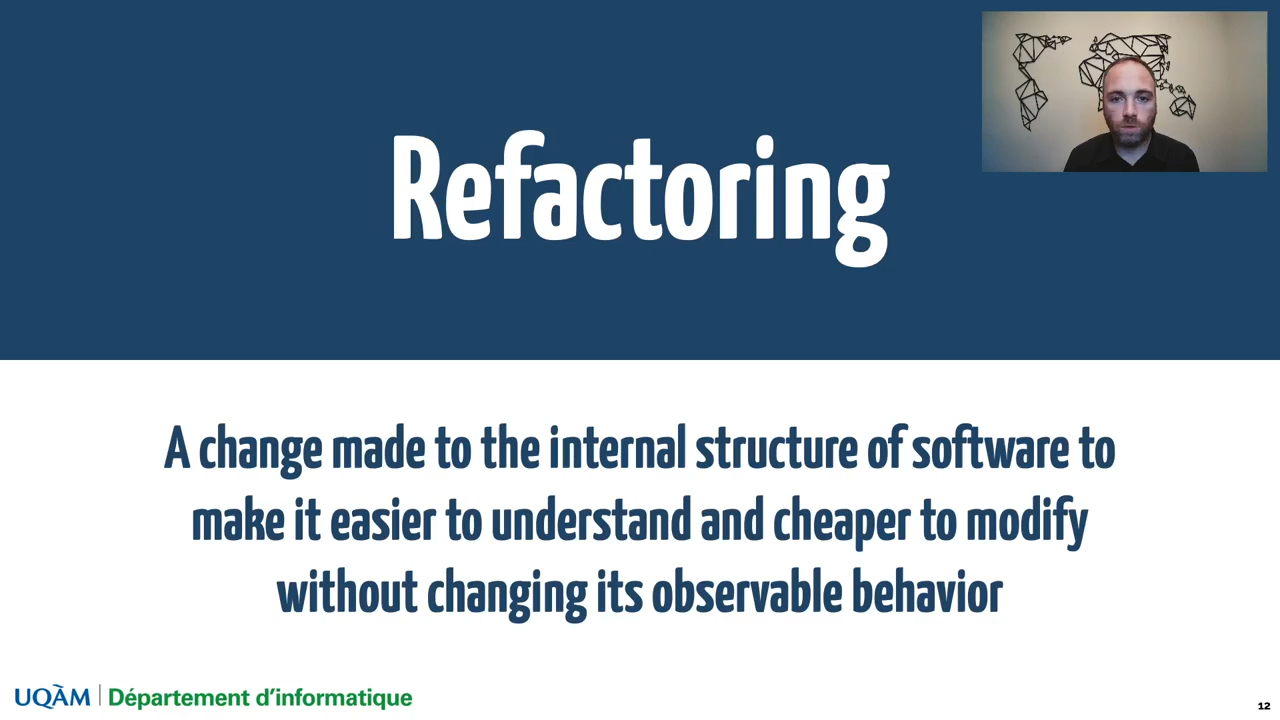 Refactoring
A change made to the internal structure of software to
make it easier to understand and cheaper to modify
without changing its observable behavior
UQÀM | Département d'informatique
12